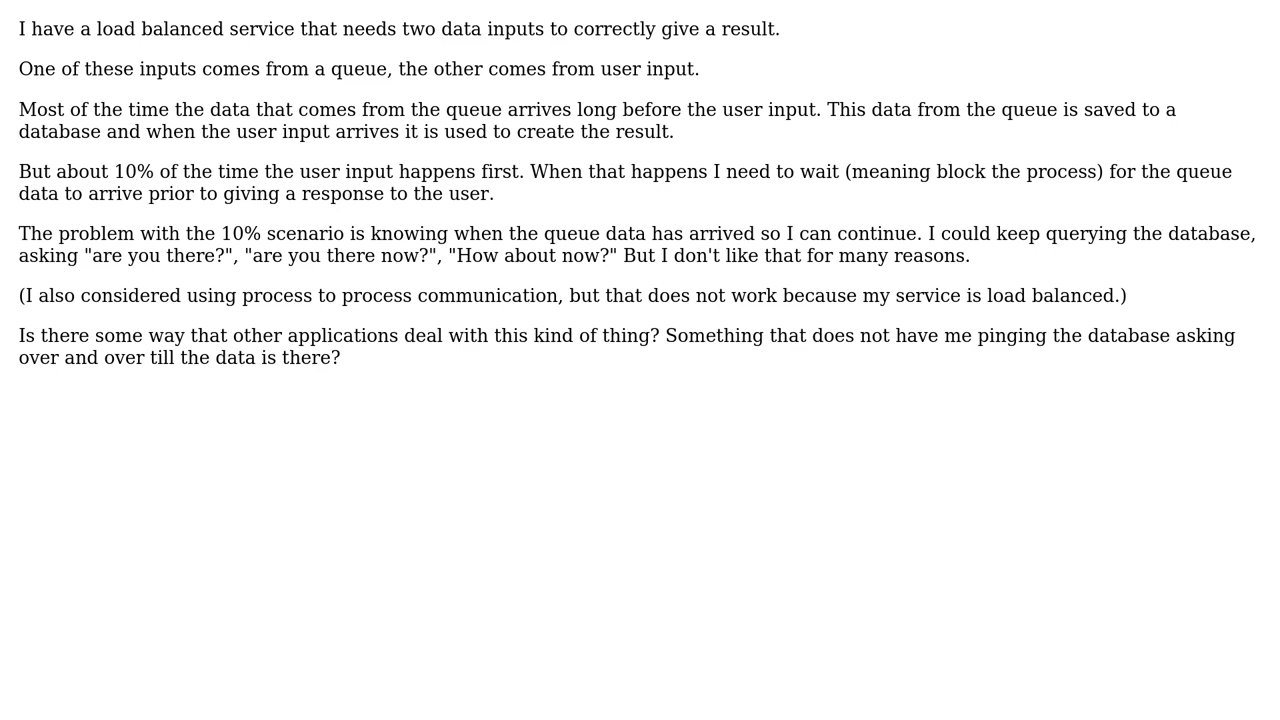 I have a load balanced service that needs two data inputs to correctly give a result.
One of these inputs comes from a queue, the other comes from user input.
Most of the time the data that comes from the queue arrives long before the user input. This data from the queue is saved to a
database and when the user input arrives it is used to create the result.
But about 10% of the time the user input happens first. When that happens I need to wait (meaning block the process) for the queue
data to arrive prior to giving a response to the user.
The problem with the 10% scenario is knowing when the queue data has arrived so I can continue. I could keep querying the database,
asking "are you there?", "are you there now?", "How about now?" But I don't like that for many reasons.
(I also considered using process to process communication, but that does not work because my service is load balanced.)
Is there some way that other applications deal with this kind of thing? Something that does not have me pinging the database asking
over and over till the data is there?